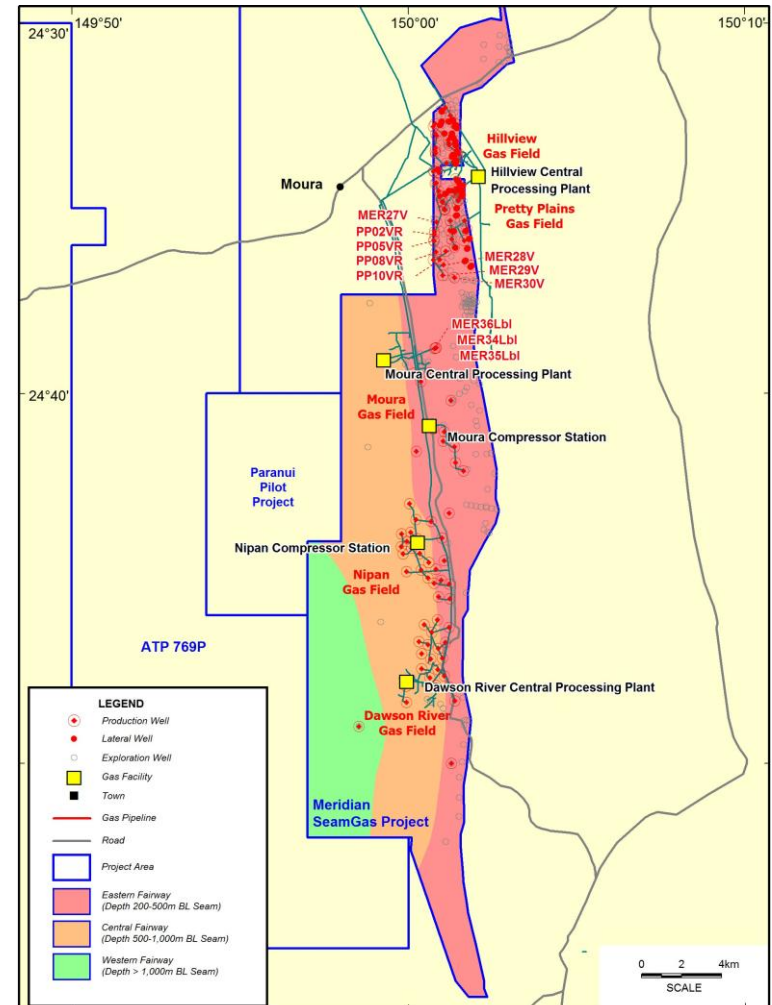 149°50'
150°00'
150°10'
24°30'
Hillview
Gas Field
Hillview Central
Processing Plant
Moura
Pretty Plains
Gas Field
MER27V
PP02VR
PP05VR
PP08VR
PP10VR
MER28V
MER29V
MER30V
MER36Lbl
MER34Lbl
MER35Lbl
Moura Central Processing Plant
24°40'
Moura
Gas Field
Moura Compressor Station
Paranui
Pilot
Project
Nipan Compressor Station
Nipan
Gas Field
ATP 769P
Dawson River Central Processing Plant
Dawson River
Gas Field
Meridian
SeamGas Project
LEGEND
Production Well
Lateral Well
Exploration Well
Gas Facility
Town
Gas Pipeline
Road
Project Area
Eastern Fairway
(Depth 200-500m BL Seam)
Central Fairway
(Depth 500-1,000m BL Seam)
Western Fairway
(Depth > 1,000m BL Seam)
0 2 4km
SCALE